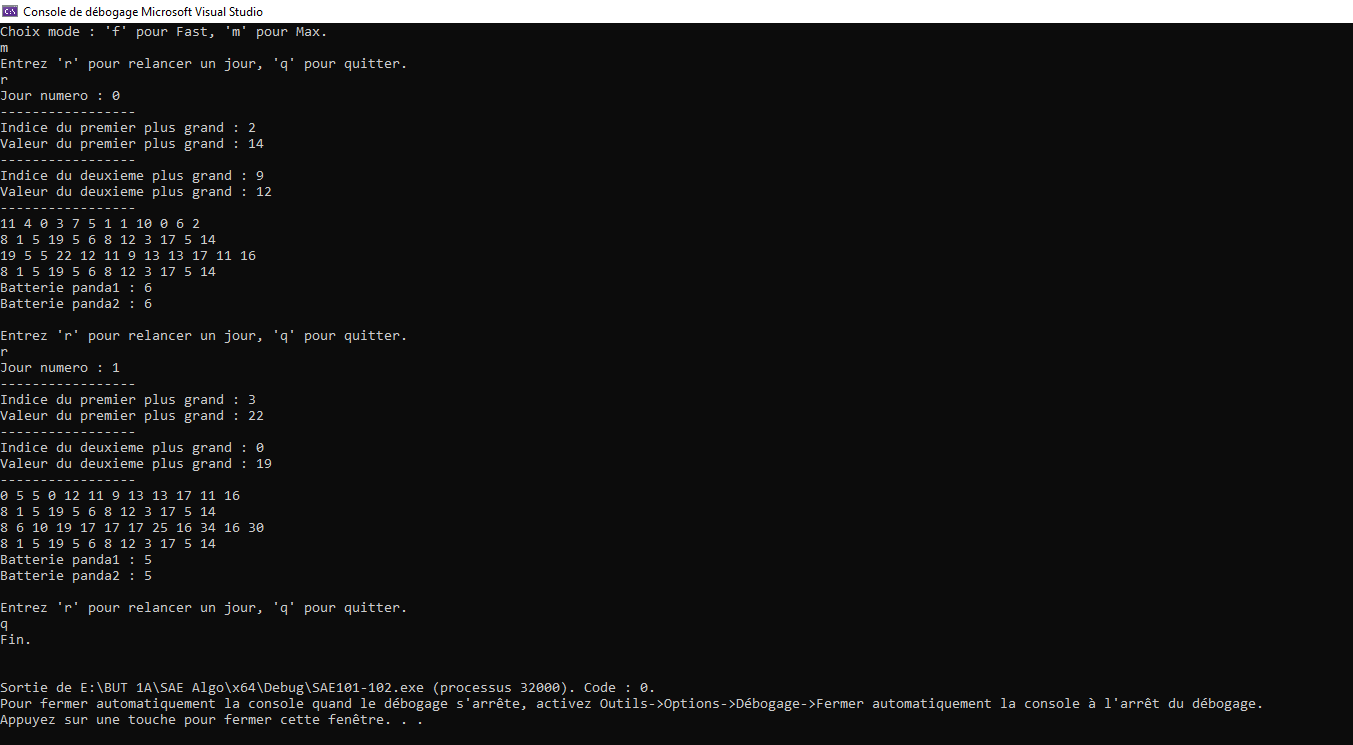 Console de débogage Microsoft Visual Studio
Choix mode : 'f' pour Fast, 'm' pour Max.
m
Entrez 'r' pour relancer un jour, 'q' pour quitter.
r
Jour numero : 0
-----------------
Indice du premier plus grand : 2
Valeur du premier plus grand : 14
-----------------
Indice du deuxieme plus grand : 9
Valeur du deuxieme plus grand : 12
-----------------
11 4 0 3 7 5 1 1 10 0 6 2
8 1 5 19 5 6 8 12 3 17 5 14
19 5 5 22 12 11 9 13 13 17 11 16
8 1 5 19 5 6 8 12 3 17 5 14
Batterie panda1 : 6
Batterie panda2 : 6
Entrez 'r' pour relancer un jour, 'q' pour quitter.
r
Jour numero : 1
-----------------
Indice du premier plus grand : 3
Valeur du premier plus grand : 22
-----------------
Indice du deuxieme plus grand : 0
Valeur du deuxieme plus grand : 19
-----------------
0 5 5 0 12 11 9 13 13 17 11 16
8 1 5 19 5 6 8 12 3 17 5 14
8 6 10 19 17 17 17 25 16 34 16 30
8 1 5 19 5 6 8 12 3 17 5 14
Batterie panda1 : 5
Batterie panda2 : 5
Entrez 'r' pour relancer un jour, 'q' pour quitter.
q
Fin.
Sortie de E:\BUT 1A\SAE Algo\x64\Debug\SAE101-102.exe (processus 32000). Code : 0.
Pour fermer automatiquement la console quand le débogage s'arrête, activez Outils->Options->Débogage->Fermer automatiquement la console à l'arrêt du débogage.
Appuyez sur une touche pour fermer cette fenêtre. . .